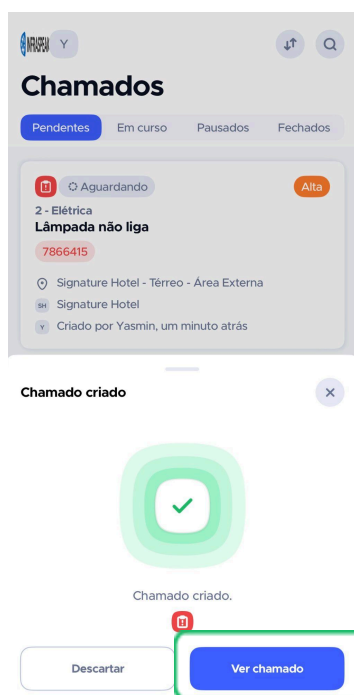 INFRASPEAK Y
Chamados
Pendentes Em curso Pausados Fechados
Aguardando Alta
2 - Elétrica
Lâmpada não liga
7866415
Signature Hotel - Térreo - Área Externa
SH Signature Hotel
Y Criado por Yasmin, um minuto atrás
Chamado criado
Chamado criado.
Descartar Ver chamado